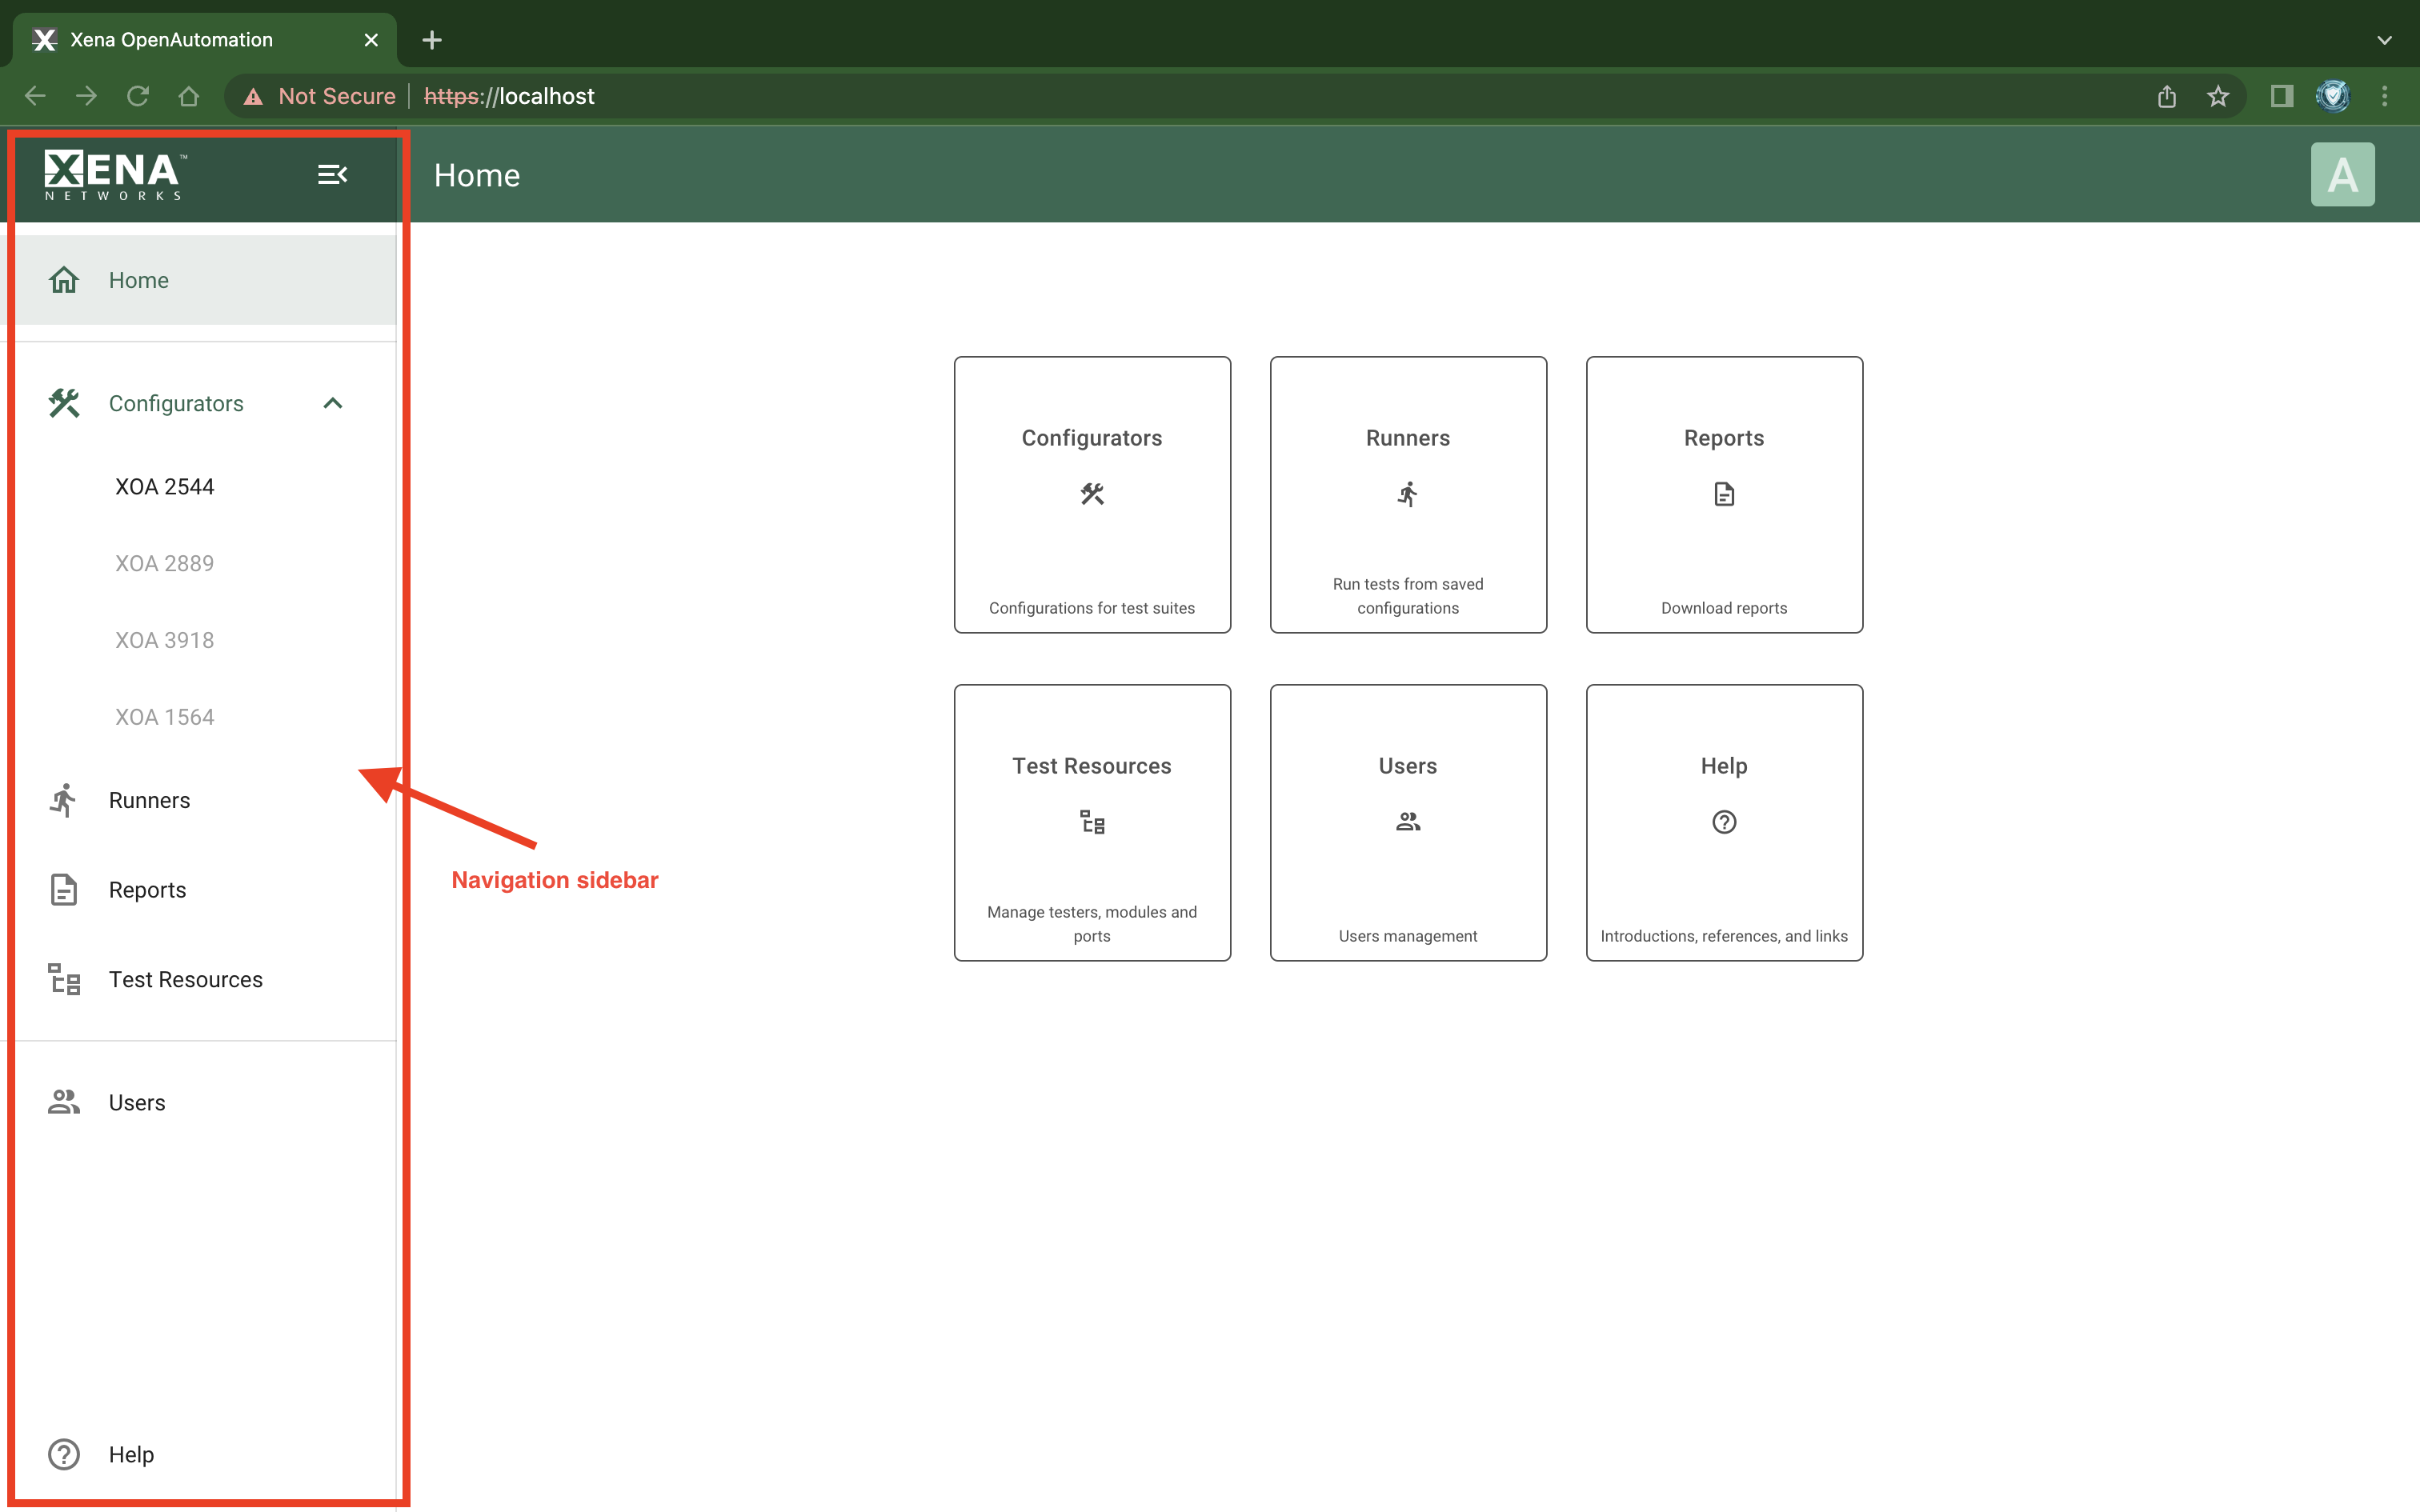 Xena OpenAutomation
Not Secure https://localhost
XENA™
NETWORKS
Home
A
Home
Configurators
XOA 2544
XOA 2889
XOA 3918
XOA 1564
Runners
Reports
Test Resources
Users
Help
Navigation sidebar
Configurators
Configurations for test suites
Runners
Run tests from saved
configurations
Reports
Download reports
Test Resources
Manage testers, modules and
ports
Users
Users management
Help
Introductions, references, and links